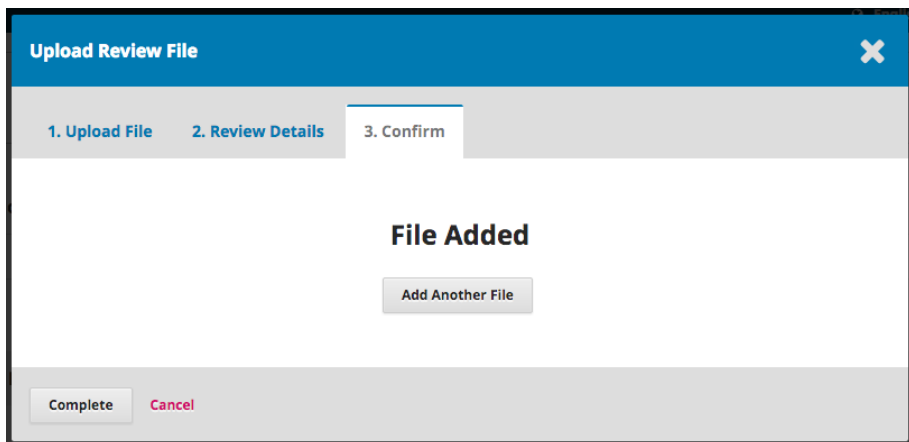 Upload Review File
1. Upload File 2. Review Details 3. Confirm
File Added
Add Another File
Complete Cancel